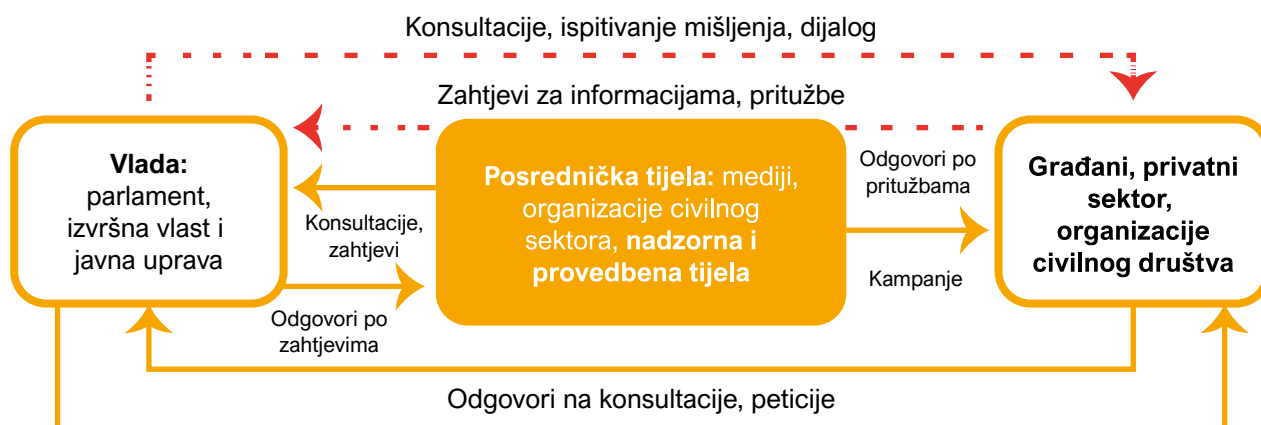 Konsultacije, ispitivanje mišljenja, dijalog
Zahtjevi za informacijama, pritužbe
Vlada:
parlament,
izvršna vlast i
javna uprava
Konsultacije,
zahtjevi
Odgovori po
zahtjevima
Posrednička tijela: mediji,
organizacije civilnog
sektora, nadzorna i
provedbena tijela
Odgovori po
pritužbama
Kampanje
Građani, privatni
sektor,
organizacije
civilnog društva
Odgovori na konsultacije, peticije